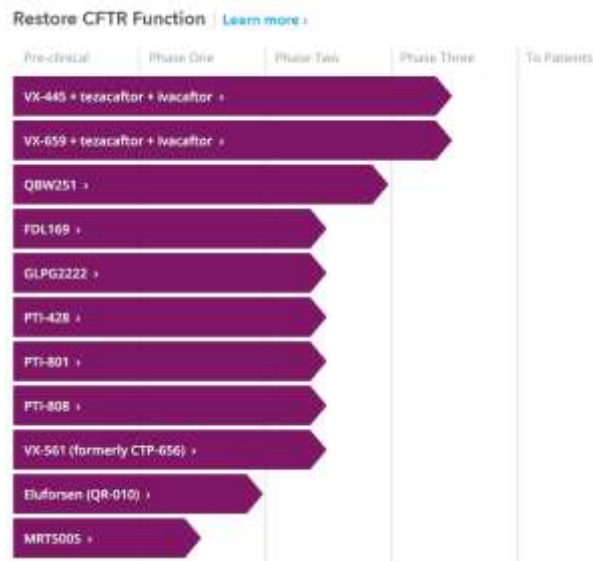 Restore CFTR Function Learn more ›
Pre-clinical Phase One Phase Two Phase Three To Patients
VX-445 + tezacaftor + ivacaftor ›
VX-659 + tezacaftor + ivacaftor ›
QBW251 ›
FDL169 ›
GLPG2222 ›
PTI-428 ›
PTI-801 ›
PTI-808 ›
VX-561 (formerly CTP-656) ›
Eluforsen (QR-010) ›
MRT5005 ›